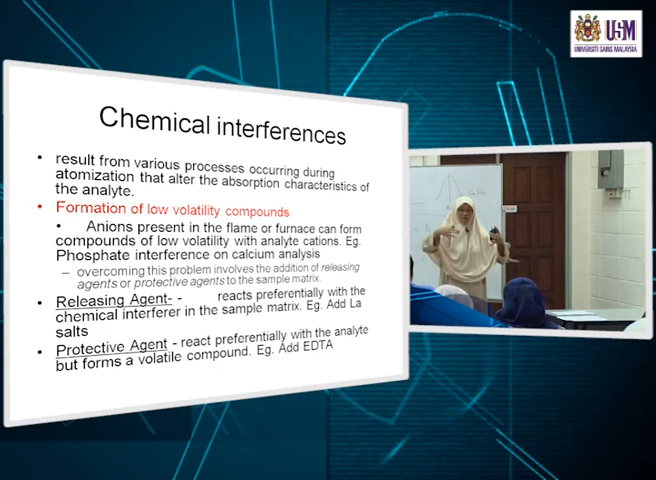 USM
UNIVERSITI SAINS MALAYSIA
Chemical interferences
• result from various processes occurring during
atomization that alter the absorption characteristics of
the analyte.
• Formation of low volatility compounds
• Anions present in the flame or furnace can form
compounds of low volatility with analyte cations. Eg.
Phosphate interference on calcium analysis
– overcoming this problem involves the addition of releasing
agents or protective agents to the sample matrix.
• Releasing Agent- - reacts preferentially with the
chemical interferer in the sample matrix. Eg. Add La
salts
• Protective Agent - react preferentially with the analyte
but forms a volatile compound. Eg. Add EDTA